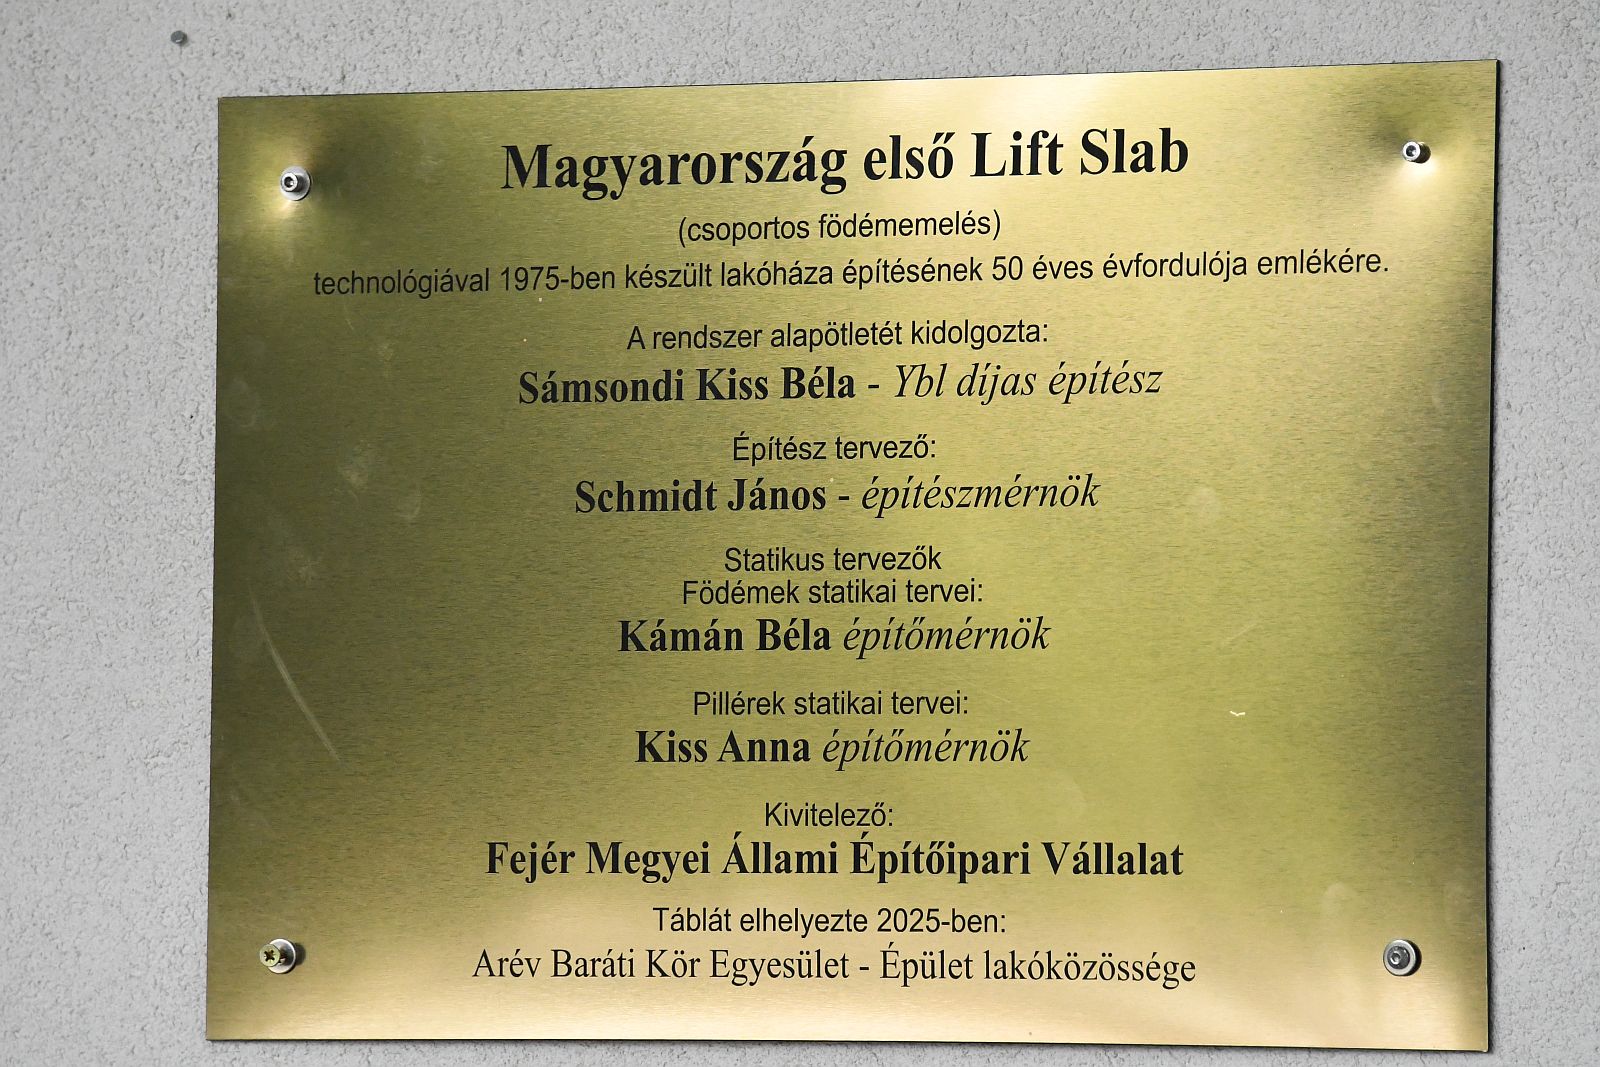 Magyarország első Lift Slab
(csoportos födémemelés)
technológiával 1975-ben készült lakóháza építésének 50 éves évfordulója emlékére.
A rendszer alapötletét kidolgozta:
Sámsondi Kiss Béla - Ybl díjas építész
Építész tervező:
Schmidt János - építészmérnök
Statikus tervezők
Födémek statikai tervei:
Kámán Béla építőmérnök
Pillérek statikai tervei:
Kiss Anna építőmérnök
Kivitelező:
Fejér Megyei Állami Építőipari Vállalat
Táblát elhelyezte 2025-ben:
Arév Baráti Kör Egyesület - Épület lakóközössége